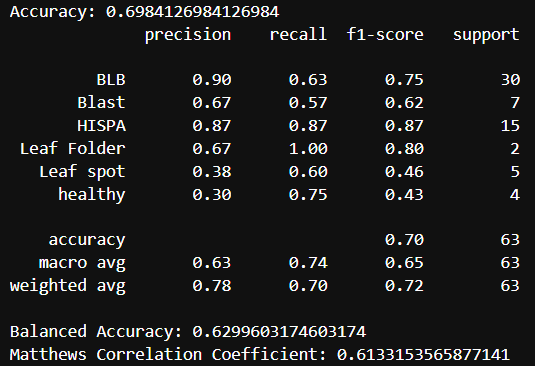 Accuracy: 0.6984126984126984
precision recall f1-score support
BLB 0.90 0.63 0.75 30
Blast 0.67 0.57 0.62 7
HISPA 0.87 0.87 0.87 15
Leaf Folder 0.67 1.00 0.80 2
Leaf spot 0.38 0.60 0.46 5
healthy 0.30 0.75 0.43 4
accuracy 0.70 63
macro avg 0.63 0.74 0.65 63
weighted avg 0.78 0.70 0.72 63
Balanced Accuracy: 0.6299603174603174
Matthews Correlation Coefficient: 0.6133153565877141